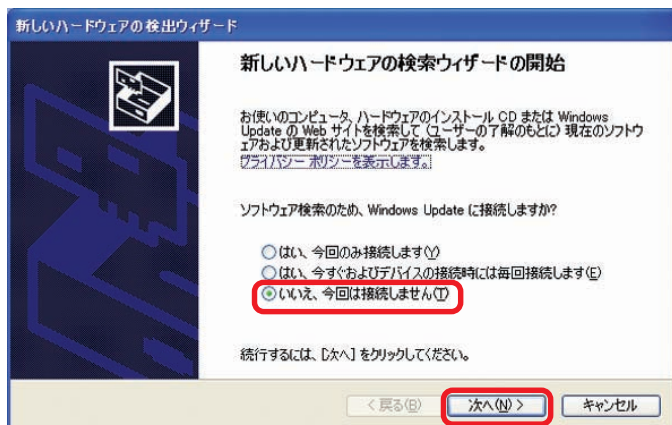 新しいハードウェアの検出ウィザード
新しいハードウェアの検索ウィザードの開始
お使いのコンピュータ、ハードウェアのインストール CD または Windows
Update の Web サイトを検索して (ユーザーの了解のもとに) 現在のソフトウ
ェアおよび更新されたソフトウェアを検索します。
プライバシー ポリシーを表示します。
ソフトウェア検索のため、Windows Update に接続しますか?
はい、今回のみ接続します(Y)
はい、今すぐおよびデバイスの接続時には毎回接続します(E)
いいえ、今回は接続しません(T)
続行するには、[次へ] をクリックしてください。
< 戻る(B) 次へ(N) > キャンセル